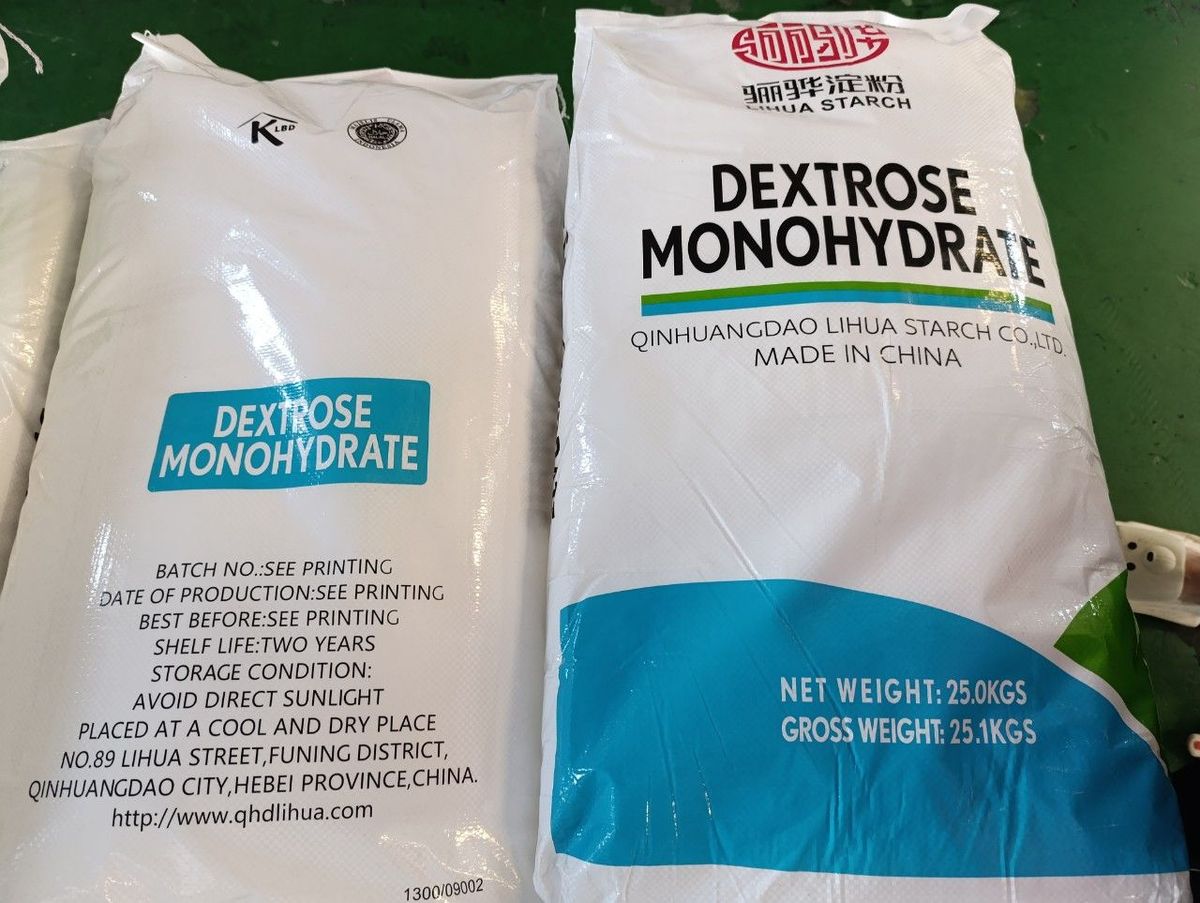 K LBD
DEXTROSE
MONOHYDRATE
BATCH NO.:SEE PRINTING
DATE OF PRODUCTION:SEE PRINTING
BEST BEFORE:SEE PRINTING
SHELF LIFE:TWO YEARS
STORAGE CONDITION:
AVOID DIRECT SUNLIGHT
PLACED AT A COOL AND DRY PLACE
NO.89 LIHUA STREET,FUNING DISTRICT,
QINHUANGDAO CITY,HEBEI PROVINCE,CHINA.
http://www.qhdlihua.com
1300/09002
骊骅淀粉
LIHUA STARCH
DEXTROSE
MONOHYDRATE
QINHUANGDAO LIHUA STARCH CO.,LTD.
MADE IN CHINA
NET WEIGHT: 25.0KGS
GROSS WEIGHT: 25.1KGS